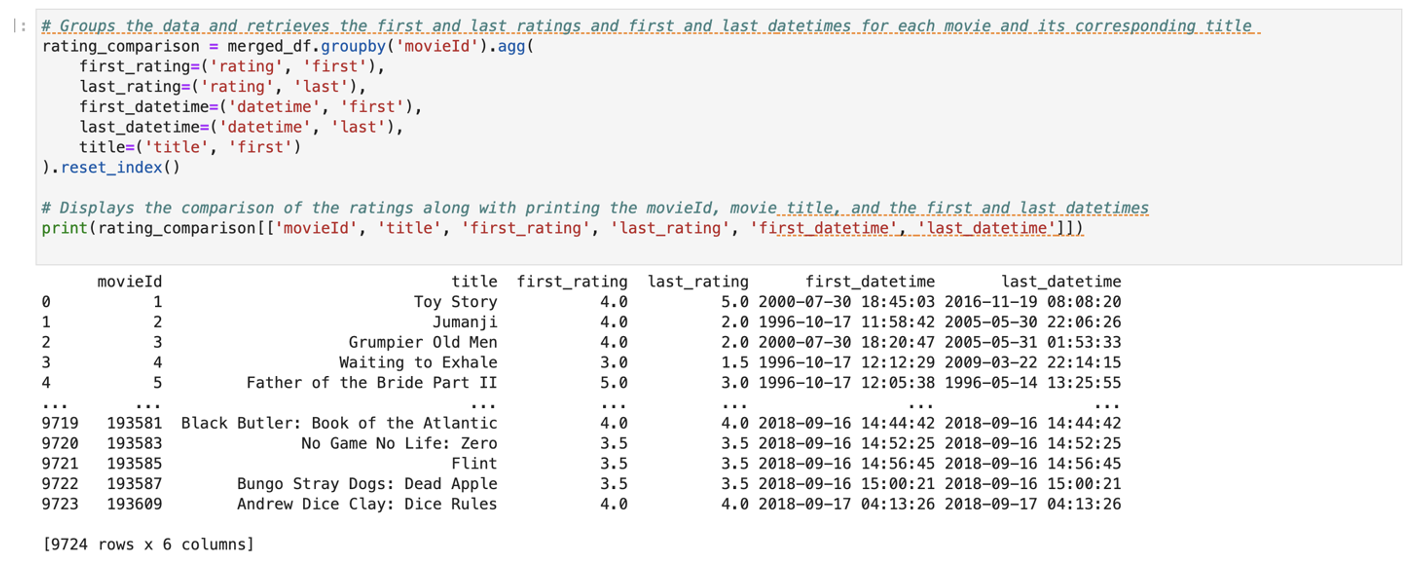 ]:
# Groups the data and retrieves the first and last ratings and first and last datetimes for each movie and its corresponding title
rating_comparison = merged_df.groupby('movieId').agg(
    first_rating=('rating', 'first'),
    last_rating=('rating', 'last'),
    first_datetime=('datetime', 'first'),
    last_datetime=('datetime', 'last'),
    title=('title', 'first')
).reset_index()
# Displays the comparison of the ratings along with printing the movieId, movie title, and the first and last datetimes
print(rating_comparison[['movieId', 'title', 'first_rating', 'last_rating', 'first_datetime', 'last_datetime']])
movieId title first_rating last_rating first_datetime last_datetime
0 1 Toy Story 4.0 5.0 2000-07-30 18:45:03 2016-11-19 08:08:20
1 2 Jumanji 4.0 2.0 1996-10-17 11:58:42 2005-05-30 22:06:26
2 3 Grumpier Old Men 4.0 2.0 2000-07-30 18:20:47 2005-05-31 01:53:33
3 4 Waiting to Exhale 3.0 1.5 1996-10-17 12:12:29 2009-03-22 22:14:15
4 5 Father of the Bride Part II 5.0 3.0 1996-10-17 12:05:38 1996-05-14 13:25:55
... ... ... ... ... ... ...
9719 193581 Black Butler: Book of the Atlantic 4.0 4.0 2018-09-16 14:44:42 2018-09-16 14:44:42
9720 193583 No Game No Life: Zero 3.5 3.5 2018-09-16 14:52:25 2018-09-16 14:52:25
9721 193585 Flint 3.5 3.5 2018-09-16 14:56:45 2018-09-16 14:56:45
9722 193587 Bungo Stray Dogs: Dead Apple 3.5 3.5 2018-09-16 15:00:21 2018-09-16 15:00:21
9723 193609 Andrew Dice Clay: Dice Rules 4.0 4.0 2018-09-17 04:13:26 2018-09-17 04:13:26
[9724 rows x 6 columns]